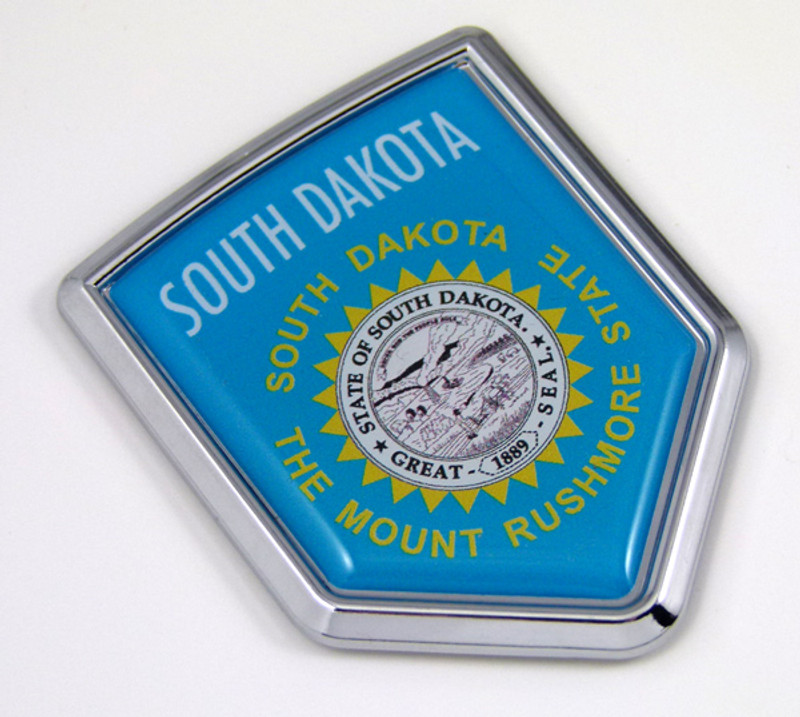 SOUTH DAKOTA
SOUTH DAKOTA
THE MOUNT RUSHMORE STATE
STATE OF SOUTH DAKOTA.
GREAT - 1889 - SEAL